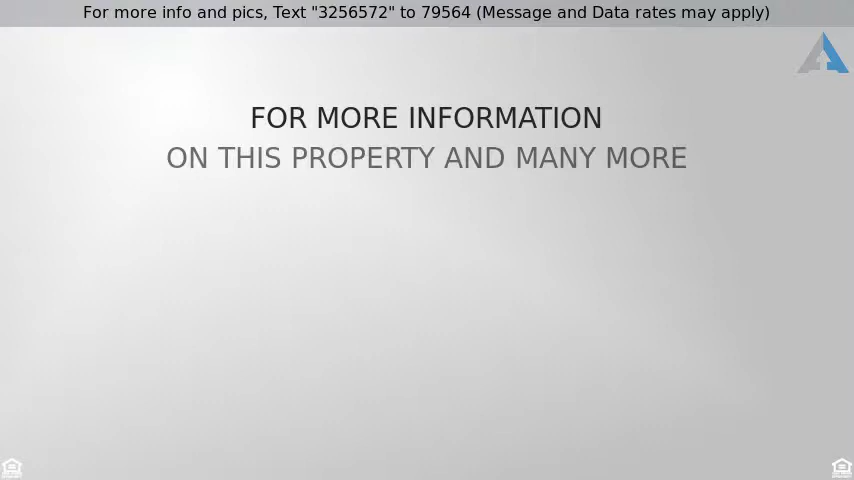 For more info and pics, Text "3256572" to 79564 (Message and Data rates may apply)
FOR MORE INFORMATION
ON THIS PROPERTY AND MANY MORE